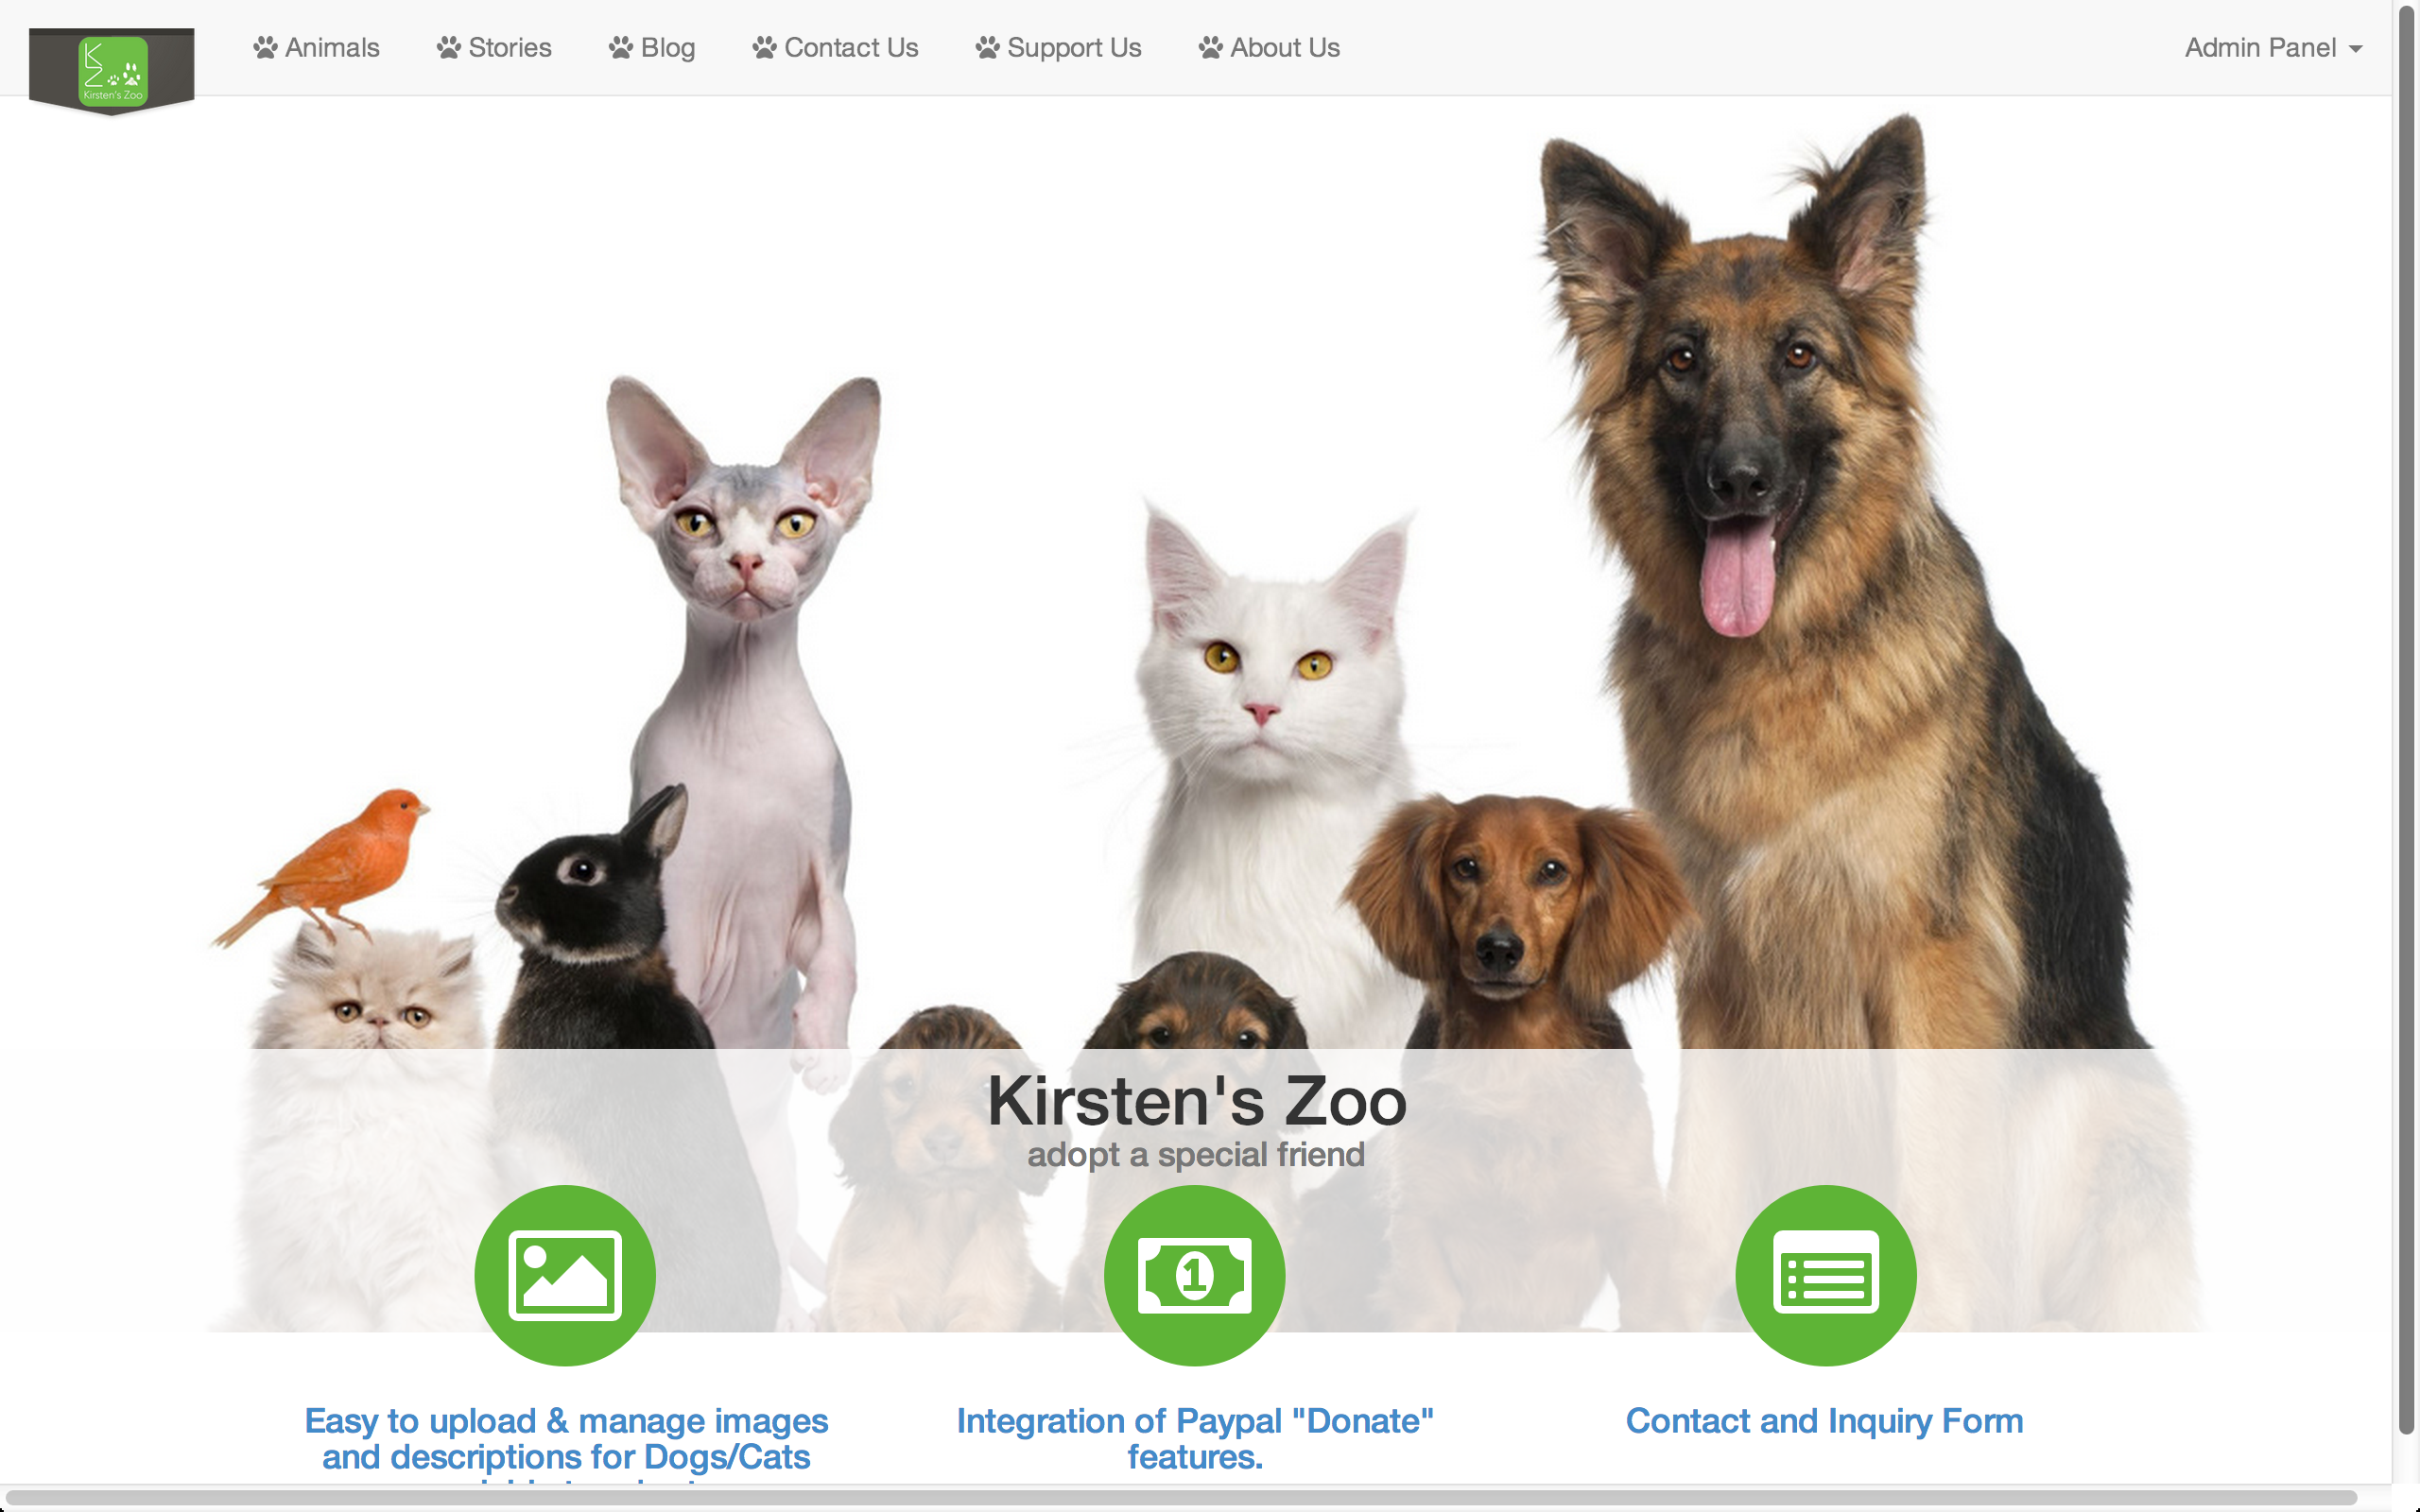 Kirsten's Zoo
Animals
Stories
Blog
Contact Us
Support Us
About Us
Admin Panel
Kirsten's Zoo
adopt a special friend
1
Easy to upload & manage images
and descriptions for Dogs/Cats
Integration of Paypal "Donate"
features.
Contact and Inquiry Form